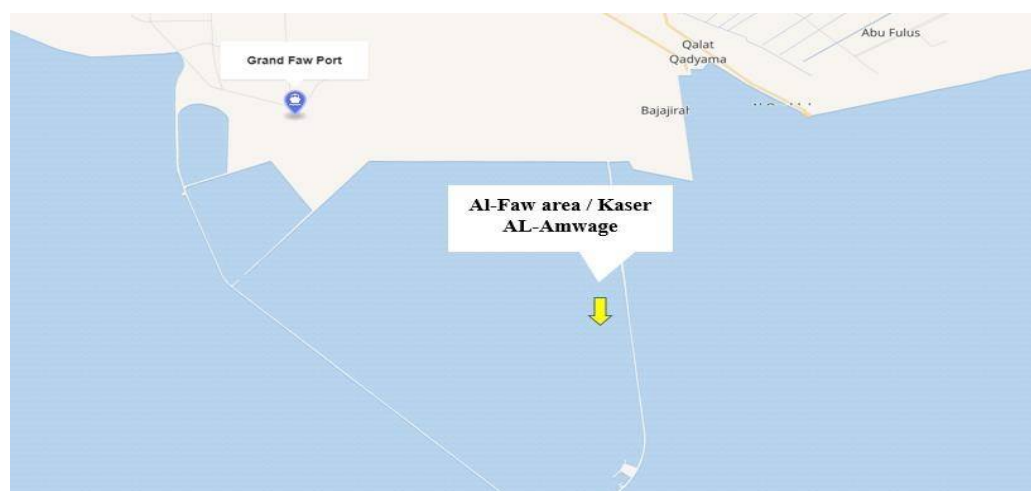 Abu Fulus
Qalat
Qadyama
Grand Faw Port
Bajajirah
Al-Faw area / Kaser
AL-Amwage